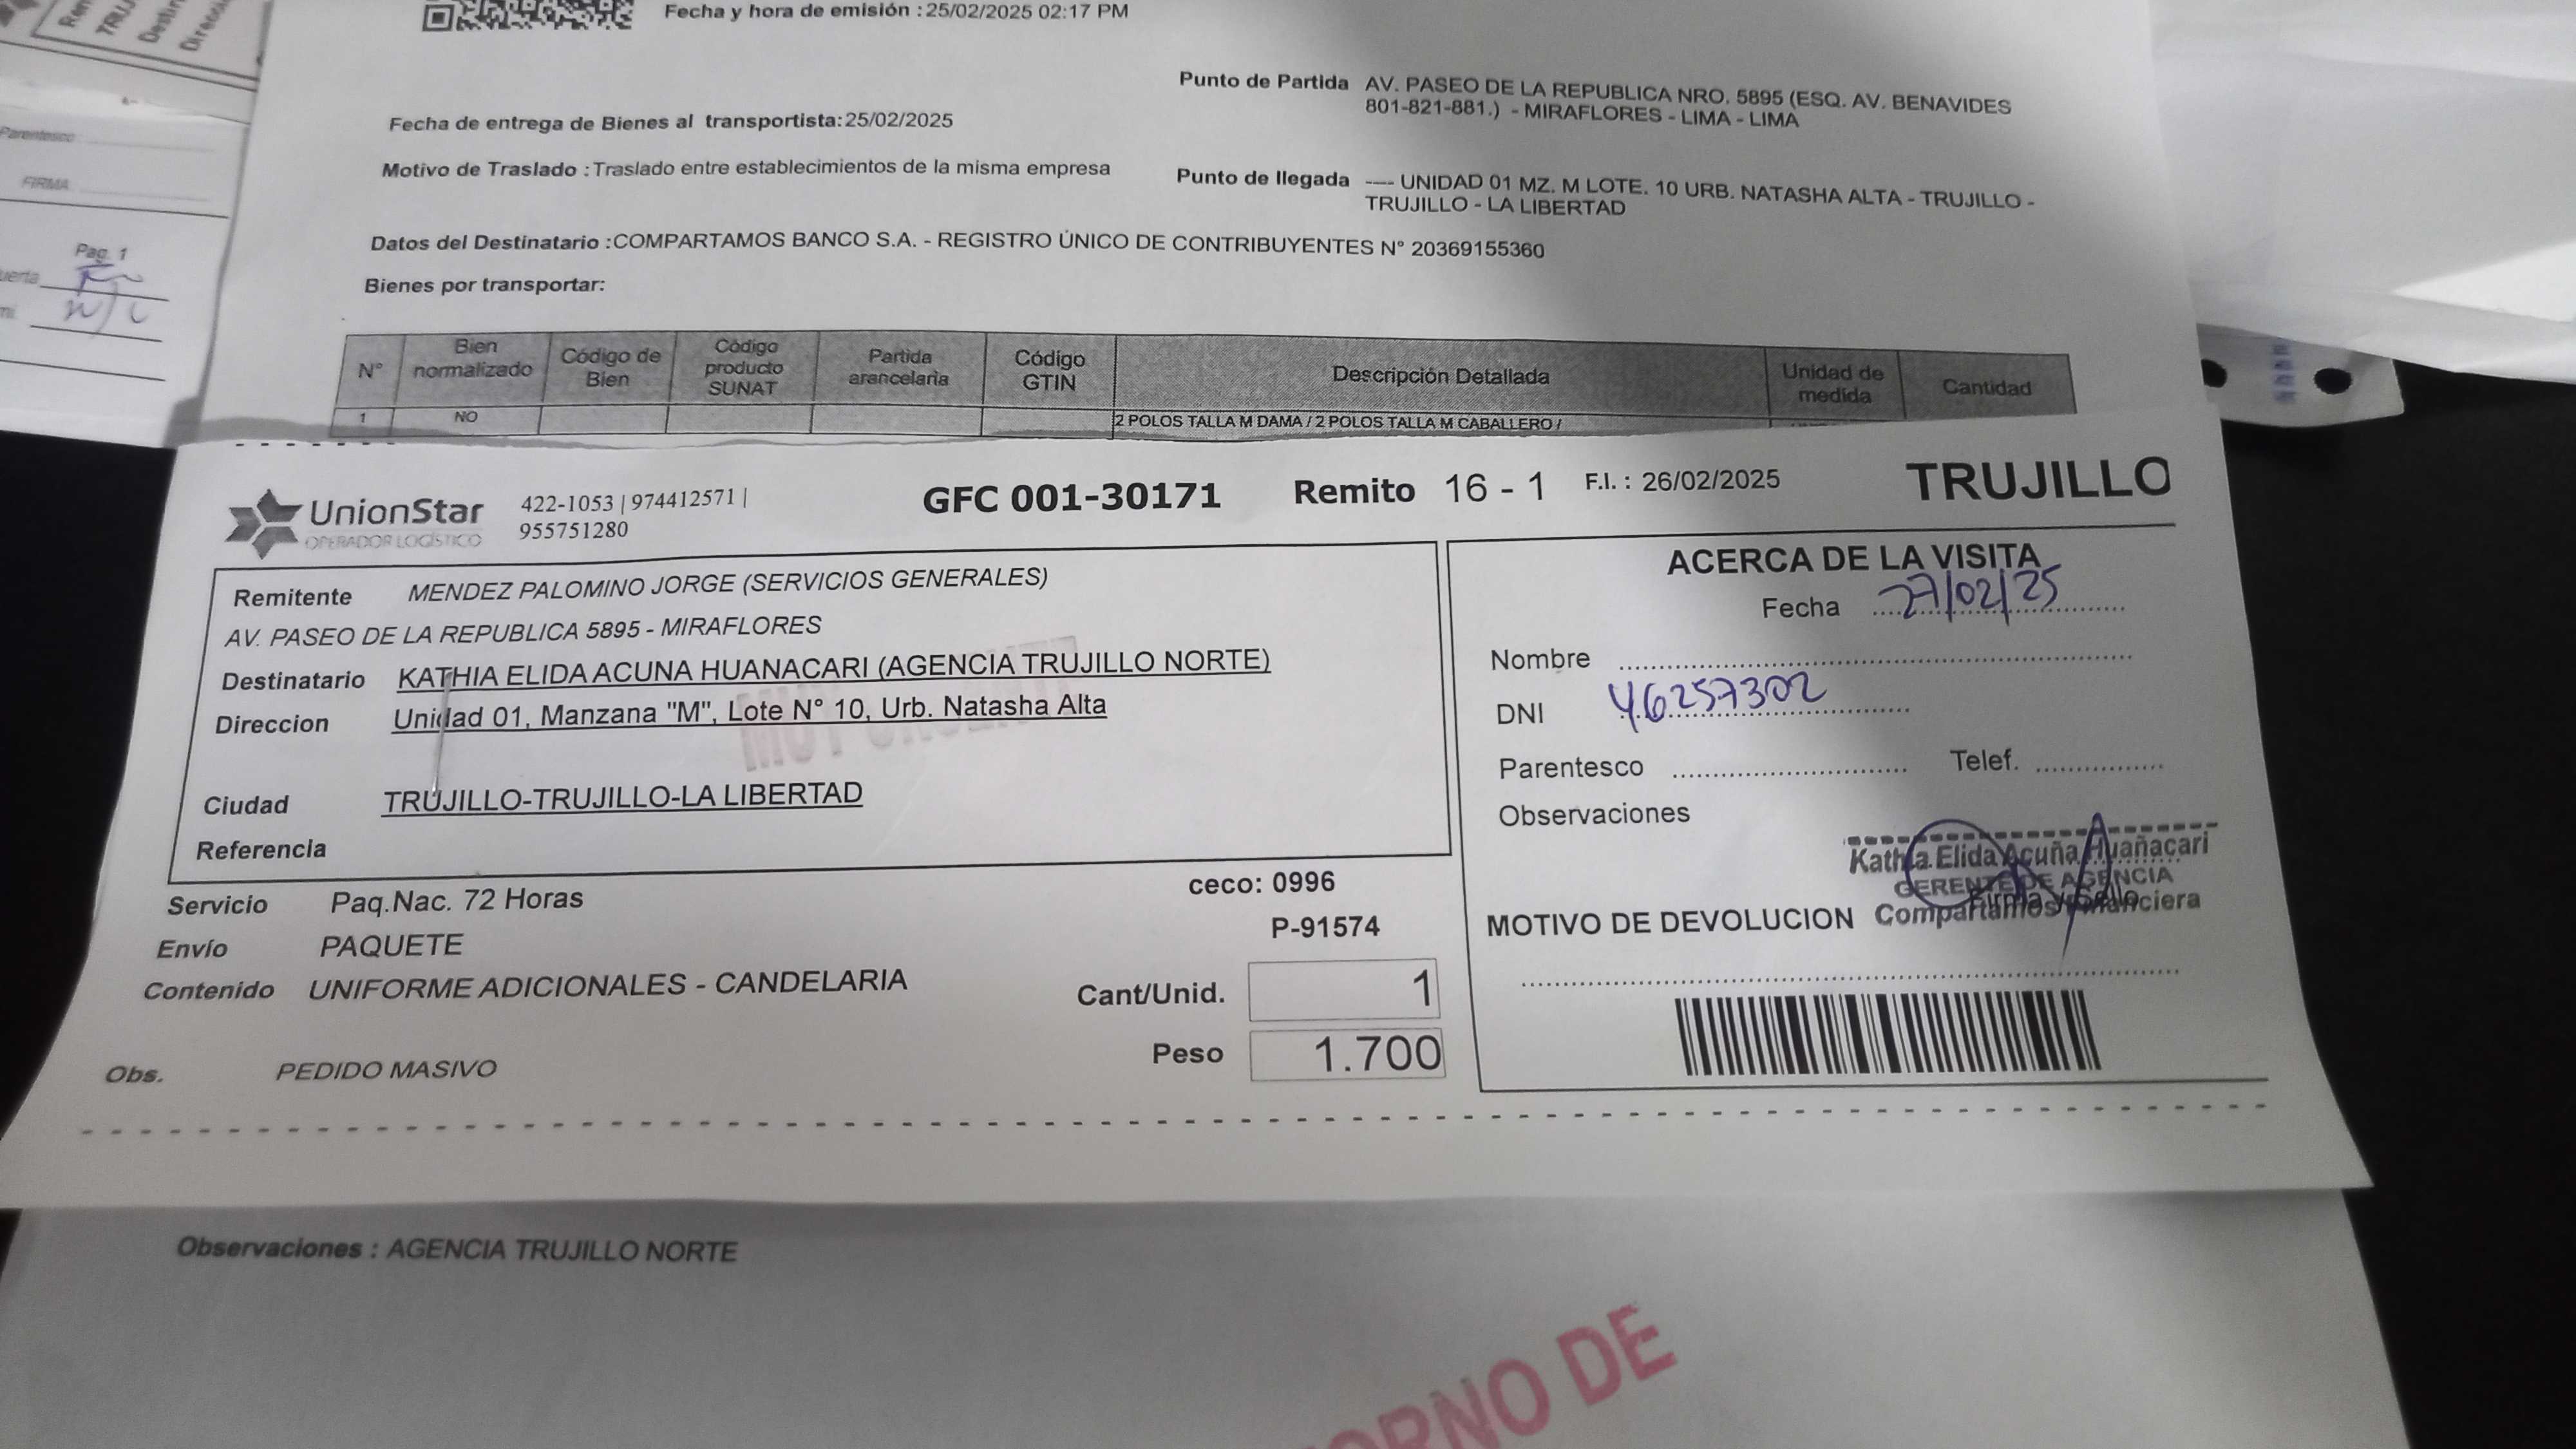 Fecha y hora de emisión : 25/02/2025 02:17 PM
Punto de Partida AV. PASEO DE LA REPUBLICA NRO. 5895 (ESQ. AV. BENAVIDES
801-821-881.) - MIRAFLORES - LIMA - LIMA
Fecha de entrega de Bienes al transportista: 25/02/2025
Motivo de Traslado : Traslado entre establecimientos de la misma empresa
Punto de llegada ---- UNIDAD 01 MZ. M LOTE. 10 URB. NATASHA ALTA - TRUJILLO -
TRUJILLO - LA LIBERTAD
Datos del Destinatario : COMPARTAMOS BANCO S.A. - REGISTRO ÚNICO DE CONTRIBUYENTES N° 20369155360
Bienes por transportar:
N° Bien normalizado Código de Bien Código producto SUNAT Partida arancelaria Código GTIN Descripción Detallada Unidad de medida Cantidad
1 NO 2 POLOS TALLA M DAMA / 2 POLOS TALLA M CABALLERO /
Parentesco
FIRMA
Pag. 1
UnionStar
OPERADOR LOGÍSTICO
422-1053 | 974412571 |
955751280
GFC 001-30171 Remito 16 - 1 F.I. : 26/02/2025 TRUJILLO
Remitente MENDEZ PALOMINO JORGE (SERVICIOS GENERALES)
AV. PASEO DE LA REPUBLICA 5895 - MIRAFLORES
Destinatario KATHIA ELIDA ACUNA HUANACARI (AGENCIA TRUJILLO NORTE)
Direccion Unidad 01, Manzana "M", Lote N° 10, Urb. Natasha Alta
MUY URGENTE
Ciudad TRUJILLO-TRUJILLO-LA LIBERTAD
Referencia
Servicio Paq.Nac. 72 Horas
ceco: 0996
Envío PAQUETE
P-91574
Contenido UNIFORME ADICIONALES - CANDELARIA
Cant/Unid. 1
Peso 1.700
Obs. PEDIDO MASIVO
ACERCA DE LA VISITA
Fecha 27/02/25
Nombre
DNI 46257302
Parentesco Telef.
Observaciones
Kathia Elida Acuña Huañacari
GERENTE DE AGENCIA
Firma y Sello
Compartamos Financiera
MOTIVO DE DEVOLUCION
Observaciones : AGENCIA TRUJILLO NORTE
ORNO DE